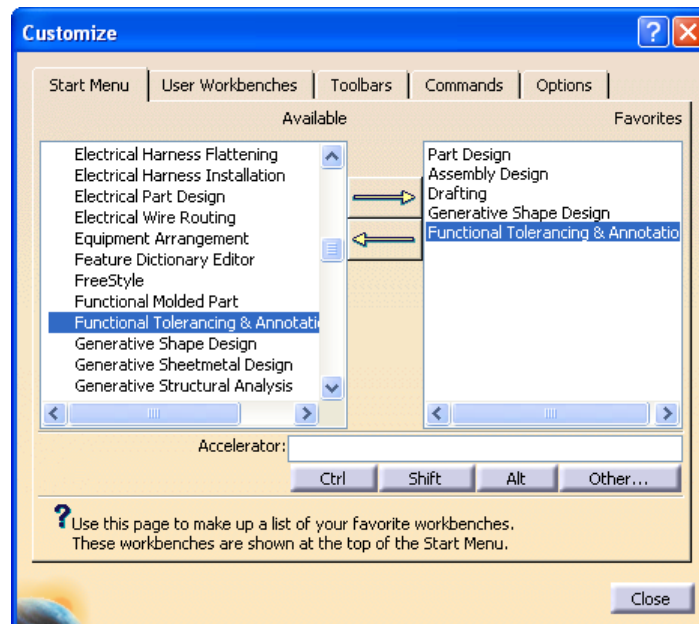 Customize
Start Menu
User Workbenches
Toolbars
Commands
Options
Available
Favorites
Electrical Harness Flattening
Electrical Harness Installation
Electrical Part Design
Electrical Wire Routing
Equipment Arrangement
Feature Dictionary Editor
FreeStyle
Functional Molded Part
Functional Tolerancing & Annotati
Generative Shape Design
Generative Sheetmetal Design
Generative Structural Analysis
Part Design
Assembly Design
Drafting
Generative Shape Design
Functional Tolerancing & Annotatio
Accelerator:
Ctrl
Shift
Alt
Other...
?Use this page to make up a list of your favorite workbenches.
These workbenches are shown at the top of the Start Menu.
Close